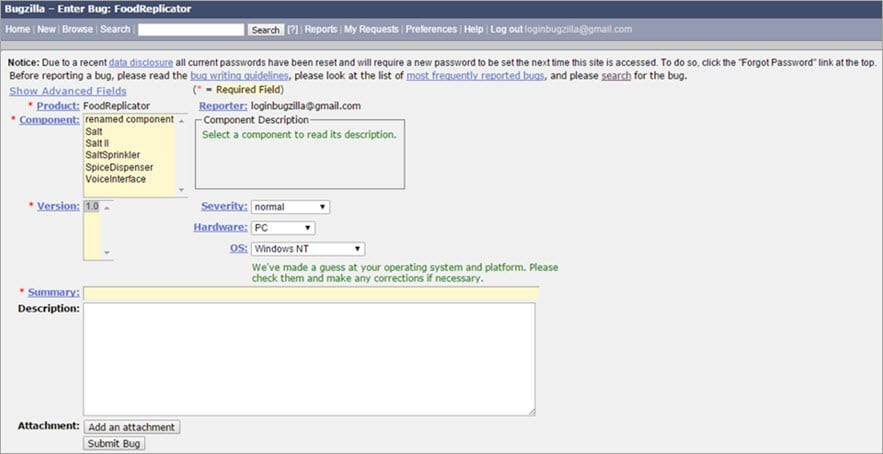 Bugzilla – Enter Bug: FoodReplicator
Home | New | Browse | Search | Search [?] | Reports | My Requests | Preferences | Help | Log out loginbugzilla@gmail.com
Notice: Due to a recent data disclosure all current passwords have been reset and will require a new password to be set the next time this site is accessed. To do so, click the "Forgot Password" link at the top.
Before reporting a bug, please read the bug writing guidelines, please look at the list of most frequently reported bugs, and please search for the bug.
Show Advanced Fields (* = Required Field)
* Product: FoodReplicator Reporter: loginbugzilla@gmail.com
* Component: renamed component
Salt
Salt II
SaltSprinkler
SpiceDispenser
VoiceInterface
Component Description
Select a component to read its description.
* Version: 1.0 Severity: normal
Hardware: PC
OS: Windows NT
We've made a guess at your operating system and platform. Please
check them and make any corrections if necessary.
* Summary:
Description:
Attachment: Add an attachment
Submit Bug